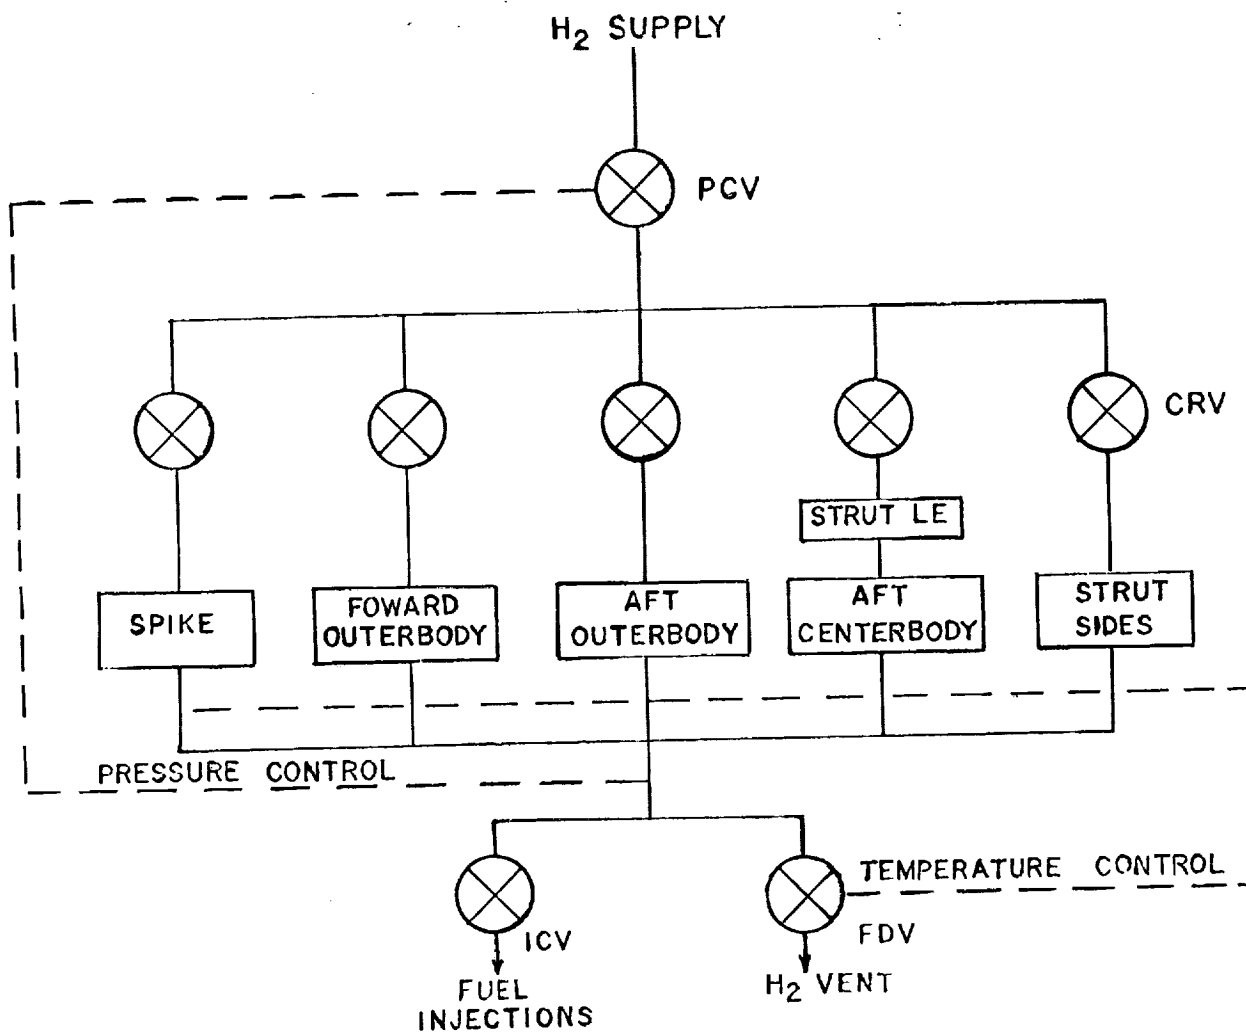 H₂ SUPPLY
PCV
CRV
STRUT LE
SPIKE
FOWARD
OUTERBODY
AFT
OUTERBODY
AFT
CENTERBODY
STRUT
SIDES
PRESSURE CONTROL
TEMPERATURE CONTROL
ICV
FDV
FUEL
INJECTIONS
H₂ VENT